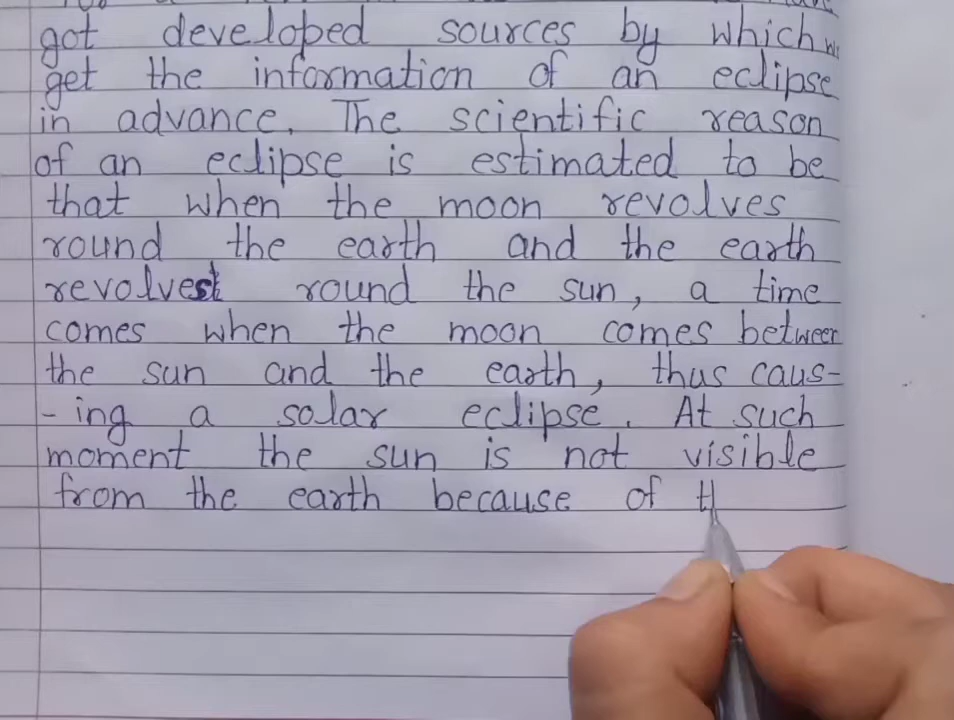 got developed sources by which we
get the information of an eclipse
in advance. The scientific reason
of an eclipse is estimated to be
that when the moon revolves
round the earth and the earth
revolves round the sun, a time
comes when the moon comes between
the sun and the earth, thus caus-
-ing a solar eclipse. At such
moment the sun is not visible
from the earth because of th